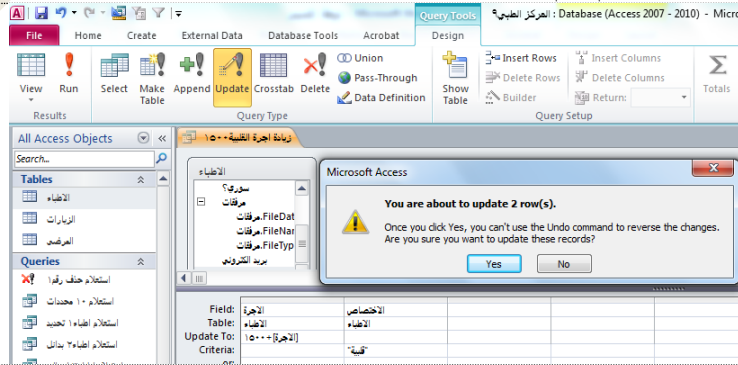 Query Tools
المركز الطبي٩ : Database (Access 2007 - 2010) - Micro
File Home Create External Data Database Tools Acrobat Design
View Run Select Make Table Append Update Crosstab Delete
Union
Pass-Through
Data Definition
Show Table
Insert Rows
Delete Rows
Builder
Insert Columns
Delete Columns
Return:
Totals
Results Query Type Query Setup
All Access Objects
Search...
Tables
الاطباء
الزيارات
المرضى
Queries
استعلام حذف رقم١
استعلام ١٠ محددات
استعلام اطباء١ تحديد
استعلام اطباء٢ بدائل
زيادة اجرة القلبية١٥٠٠
الاطباء
سوري؟
مرفقات
مرفقات.FileDat
مرفقات.FileNar
مرفقات.FileTyp
بريد الكتروني
Microsoft Access
You are about to update 2 row(s).
Once you click Yes, you can't use the Undo command to reverse the changes.
Are you sure you want to update these records?
Yes No
Field: الاجرة الاختصاص
Table: الاطباء الاطباء
Update To: [الاجرة]+١٥٠٠
Criteria: "قلبية"
or: